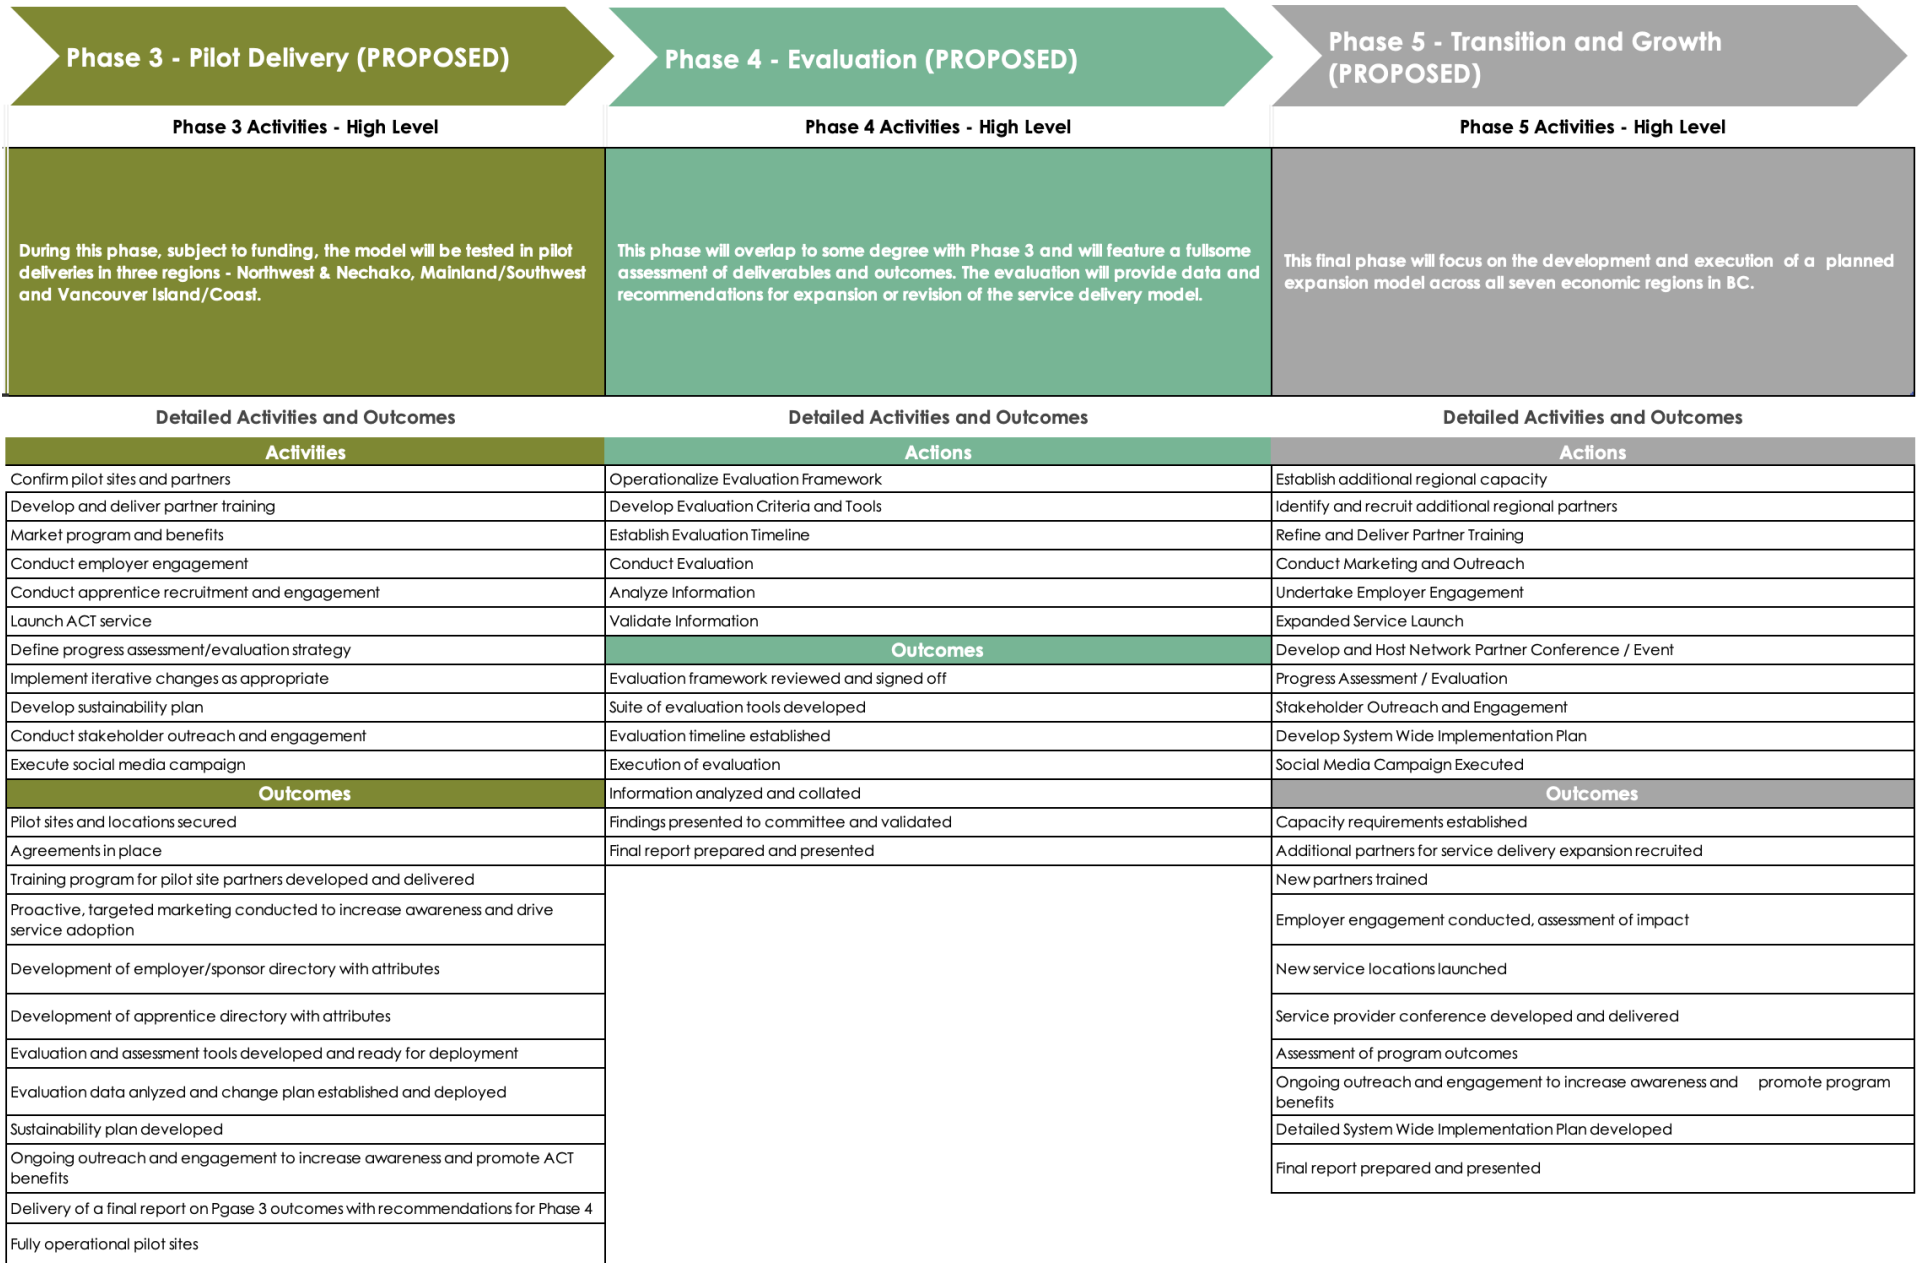 Phase 3 - Pilot Delivery (PROPOSED)
Phase 3 Activities - High Level
During this phase, subject to funding, the model will be tested in pilot
deliveries in three regions - Northwest & Nechako, Mainland/Southwest
and Vancouver Island/Coast.
Detailed Activities and Outcomes
Activities
Confirm pilot sites and partners
Develop and deliver partner training
Market program and benefits
Conduct employer engagement
Conduct apprentice recruitment and engagement
Launch ACT service
Define progress assessment/evaluation strategy
Implement iterative changes as appropriate
Develop sustainability plan
Conduct stakeholder outreach and engagement
Execute social media campaign
Outcomes
Pilot sites and locations secured
Agreements in place
Training program for pilot site partners developed and delivered
Proactive, targeted marketing conducted to increase awareness and drive
service adoption
Development of employer/sponsor directory with attributes
Development of apprentice directory with attributes
Evaluation and assessment tools developed and ready for deployment
Evaluation data anlyzed and change plan established and deployed
Sustainability plan developed
Ongoing outreach and engagement to increase awareness and promote ACT
benefits
Delivery of a final report on Pgase 3 outcomes with recommendations for Phase 4
Fully operational pilot sites
Phase 4 - Evaluation (PROPOSED)
Phase 4 Activities - High Level
This phase will overlap to some degree with Phase 3 and will feature a fullsome
assessment of deliverables and outcomes. The evaluation will provide data and
recommendations for expansion or revision of the service delivery model.
Detailed Activities and Outcomes
Actions
Operationalize Evaluation Framework
Develop Evaluation Criteria and Tools
Establish Evaluation Timeline
Conduct Evaluation
Analyze Information
Validate Information
Outcomes
Evaluation framework reviewed and signed off
Suite of evaluation tools developed
Evaluation timeline established
Execution of evaluation
Information analyzed and collated
Findings presented to committee and validated
Final report prepared and presented
Phase 5 - Transition and Growth
(PROPOSED)
Phase 5 Activities - High Level
This final phase will focus on the development and execution of a planned
expansion model across all seven economic regions in BC.
Detailed Activities and Outcomes
Actions
Establish additional regional capacity
Identify and recruit additional regional partners
Refine and Deliver Partner Training
Conduct Marketing and Outreach
Undertake Employer Engagement
Expanded Service Launch
Develop and Host Network Partner Conference / Event
Progress Assessment / Evaluation
Stakeholder Outreach and Engagement
Develop System Wide Implementation Plan
Social Media Campaign Executed
Outcomes
Capacity requirements established
Additional partners for service delivery expansion recruited
New partners trained
Employer engagement conducted, assessment of impact
New service locations launched
Service provider conference developed and delivered
Assessment of program outcomes
Ongoing outreach and engagement to increase awareness and promote program
benefits
Detailed System Wide Implementation Plan developed
Final report prepared and presented